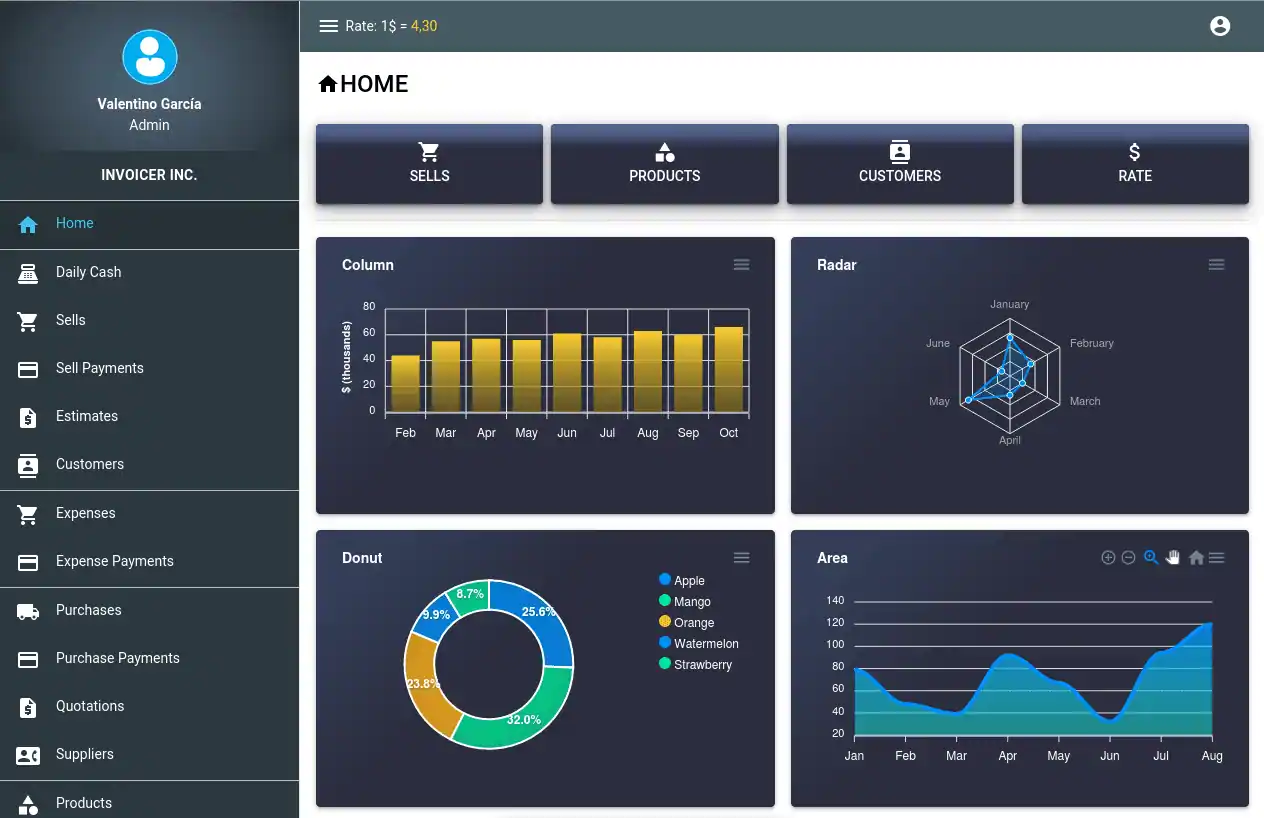 Valentino García
Admin
INVOICER INC.
Home
Daily Cash
Sells
Sell Payments
Estimates
Customers
Expenses
Expense Payments
Purchases
Purchase Payments
Quotations
Suppliers
Products
Rate: 1$ = 4,30
HOME
SELLS
PRODUCTS
CUSTOMERS
RATE
Column
80
60
40
20
0
$ (thousands)
Feb Mar Apr May Jun Jul Aug Sep Oct
Radar
January
February
March
April
May
June
Donut
25.6%
32.0%
23.8%
9.9%
8.7%
Apple
Mango
Orange
Watermelon
Strawberry
Area
140
120
100
80
60
40
20
Jan Feb Mar Apr May Jun Jul Aug